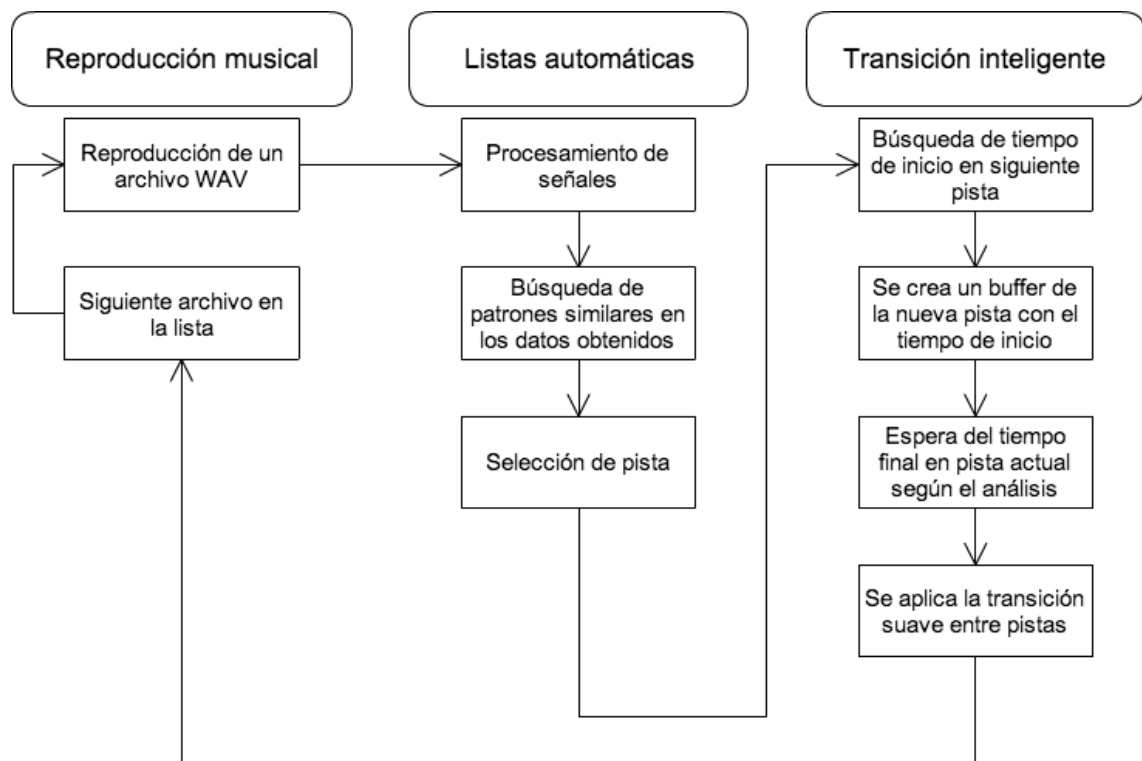 Reproducción musical
Reproducción de un
archivo WAV
Siguiente archivo en
la lista
Listas automáticas
Procesamiento de
señales
Búsqueda de
patrones similares en
los datos obtenidos
Selección de pista
Transición inteligente
Búsqueda de tiempo
de inicio en siguiente
pista
Se crea un buffer de
la nueva pista con el
tiempo de inicio
Espera del tiempo
final en pista actual
según el análisis
Se aplica la transición
suave entre pistas